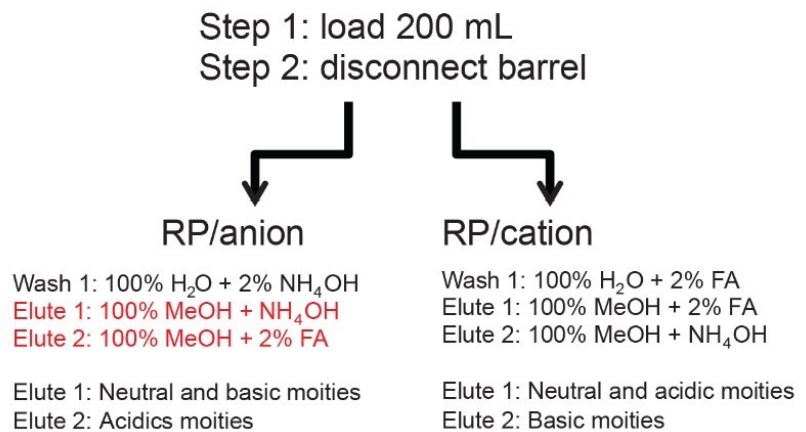 Step 1: load 200 mL
Step 2: disconnect barrel
RP/anion
Wash 1: 100% H₂O + 2% NH₄OH
Elute 1: 100% MeOH + NH₄OH
Elute 2: 100% MeOH + 2% FA
Elute 1: Neutral and basic moities
Elute 2: Acidics moities
RP/cation
Wash 1: 100% H₂O + 2% FA
Elute 1: 100% MeOH + 2% FA
Elute 2: 100% MeOH + NH₄OH
Elute 1: Neutral and acidic moities
Elute 2: Basic moities